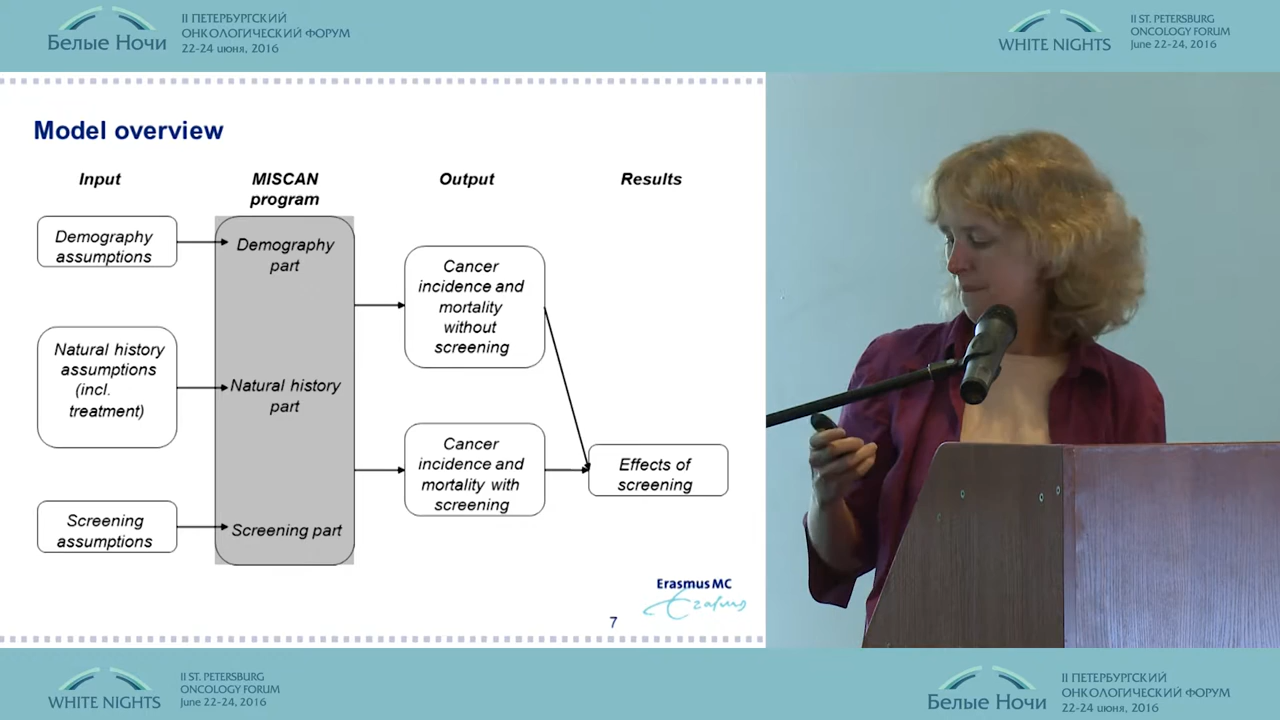 Белые Ночи
II ПЕТЕРБУРГСКИЙ
ОНКОЛОГИЧЕСКИЙ ФОРУМ
22-24 июня, 2016
WHITE NIGHTS
II ST. PETERSBURG
ONCOLOGY FORUM
June 22-24, 2016
Model overview
Input
MISCAN
program
Output
Results
Demography
assumptions
Natural history
assumptions
(incl.
treatment)
Screening
assumptions
Demography
part
Natural history
part
Screening part
Cancer
incidence and
mortality
without
screening
Cancer
incidence and
mortality with
screening
Effects of
screening
Erasmus MC
Erasmus
7
WHITE NIGHTS
II ST. PETERSBURG
ONCOLOGY FORUM
June 22-24, 2016
Белые Ночи
II ПЕТЕРБУРГСКИЙ
ОНКОЛОГИЧЕСКИЙ ФОРУМ
22-24 июня, 2016